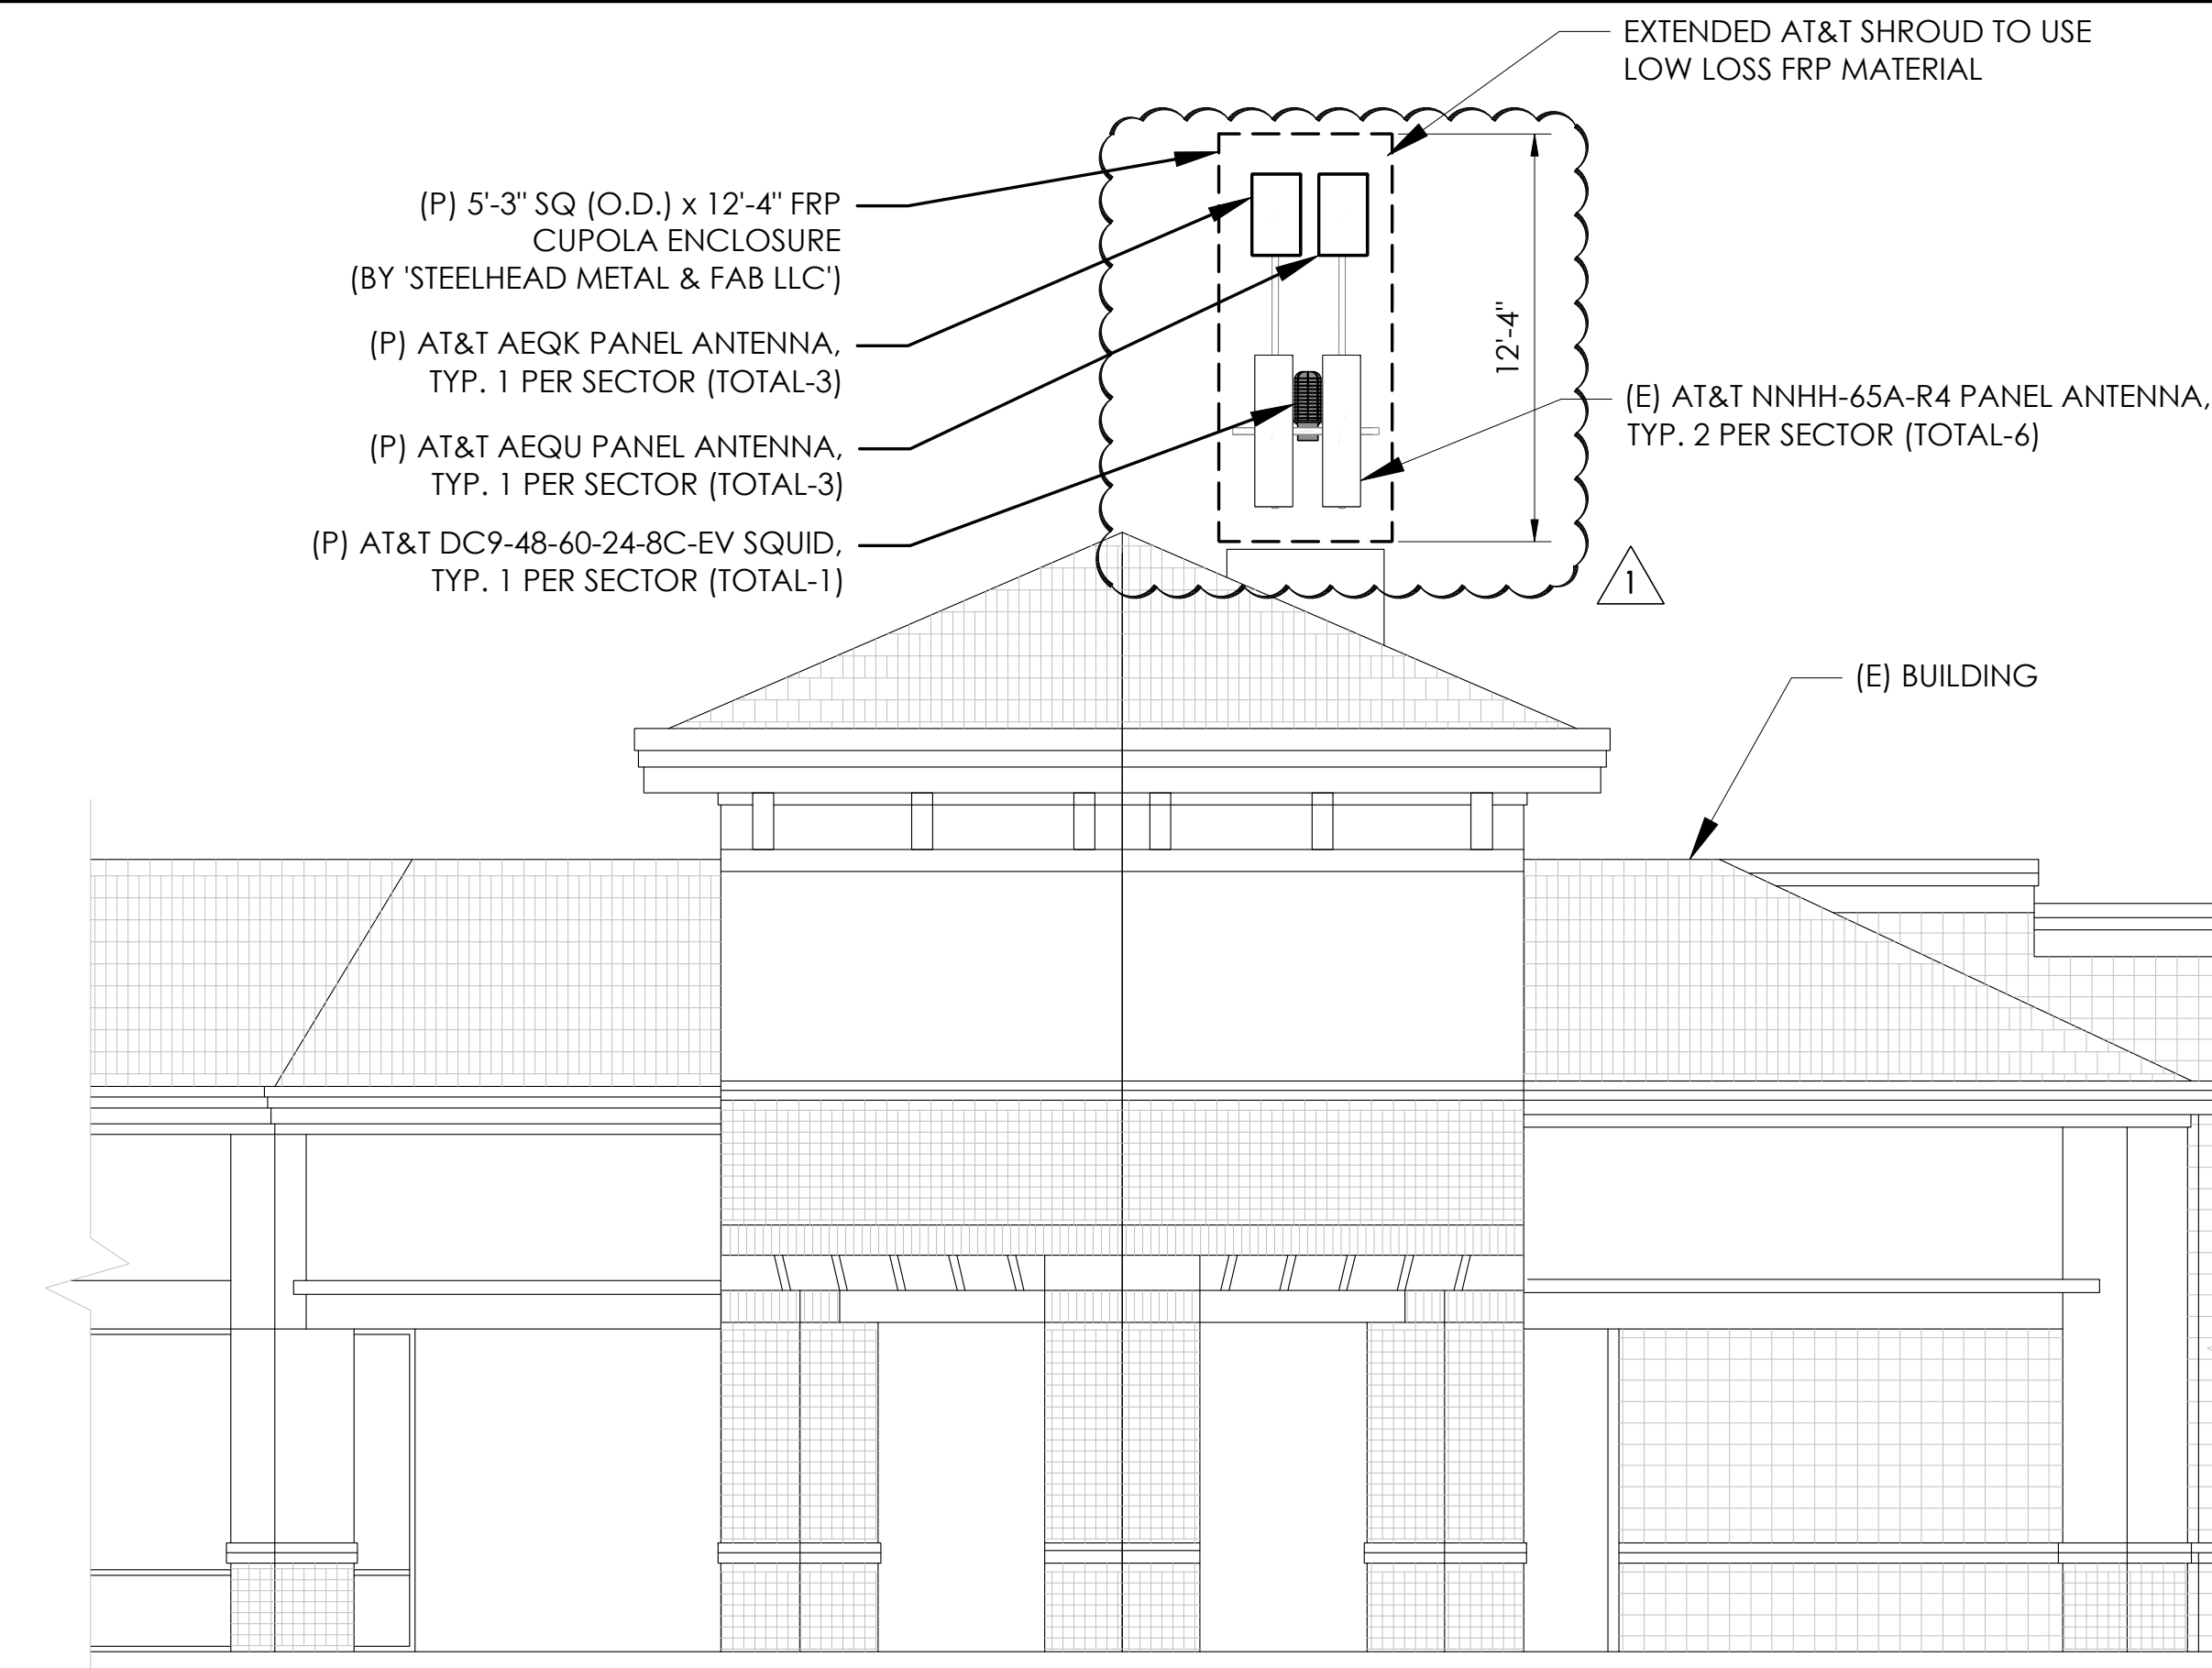 EXTENDED AT&T SHROUD TO USE
LOW LOSS FRP MATERIAL
(P) 5'-3" SQ (O.D.) x 12'-4" FRP
CUPOLA ENCLOSURE
(BY 'STEELHEAD METAL & FAB LLC')
(P) AT&T AEQK PANEL ANTENNA,
TYP. 1 PER SECTOR (TOTAL-3)
(P) AT&T AEQU PANEL ANTENNA,
TYP. 1 PER SECTOR (TOTAL-3)
(P) AT&T DC9-48-60-24-8C-EV SQUID,
TYP. 1 PER SECTOR (TOTAL-1)
12'-4"
(E) AT&T NNHH-65A-R4 PANEL ANTENNA,
TYP. 2 PER SECTOR (TOTAL-6)
1
(E) BUILDING